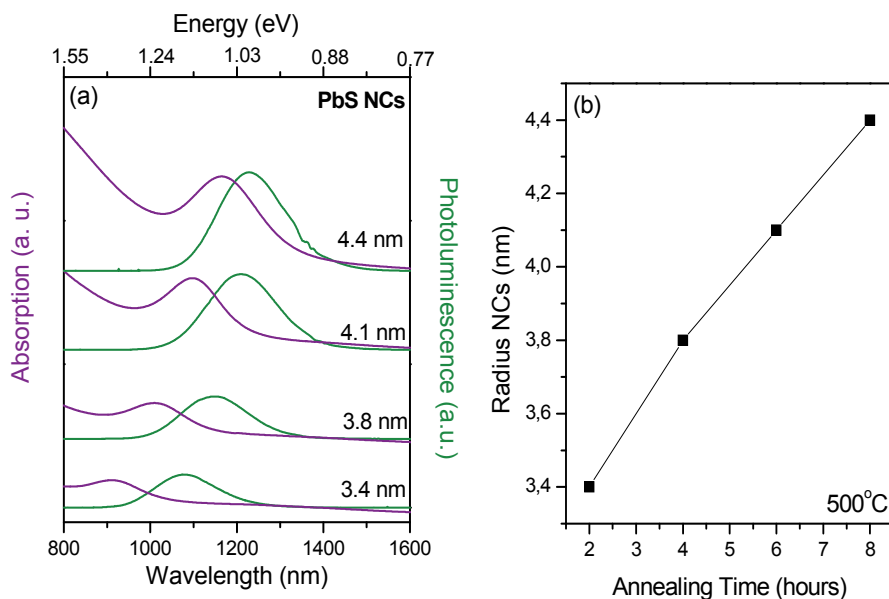 Energy (eV)
1.55 1.24 1.03 0.88 0.77
(a)
PbS NCs
4.4 nm
4.1 nm
3.8 nm
3.4 nm
Absorption (a. u.)
Photoluminescence (a.u.)
800 1000 1200 1400 1600
Wavelength (nm)
(b)
4,4
4,2
4,0
3,8
3,6
3,4
Radius NCs (nm)
500°C
2 3 4 5 6 7 8
Annealing Time (hours)